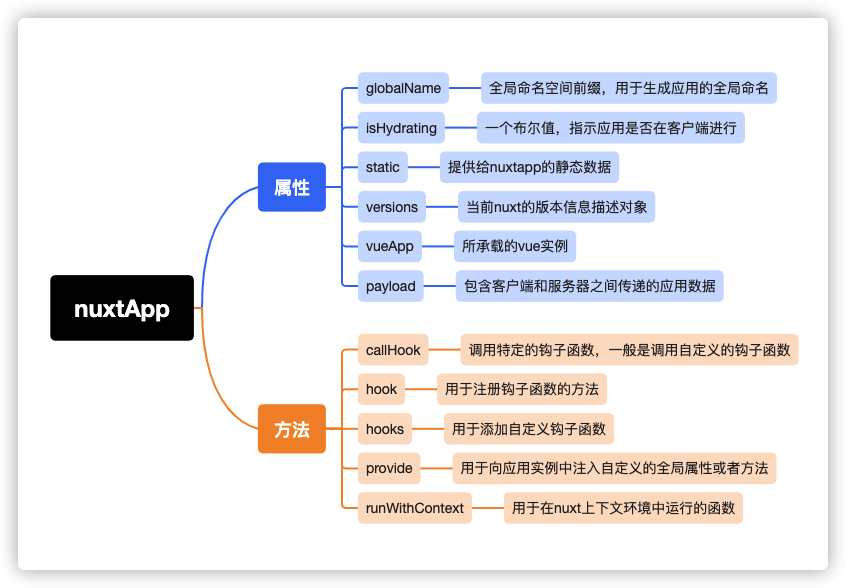 nuxtApp
属性
globalName
全局命名空间前缀，用于生成应用的全局命名
isHydrating
一个布尔值，指示应用是否在客户端进行
static
提供给nuxtapp的静态数据
versions
当前nuxt的版本信息描述对象
vueApp
所承载的vue实例
payload
包含客户端和服务器之间传递的应用数据
方法
callHook
调用特定的钩子函数，一般是调用自定义的钩子函数
hook
用于注册钩子函数的方法
hooks
用于添加自定义钩子函数
provide
用于向应用实例中注入自定义的全局属性或者方法
runWithContext
用于在nuxt上下文环境中运行的函数